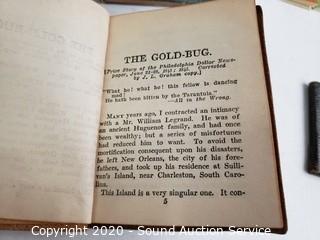 THE GOLD-BUG.
[Prize Story of the Philadelphia Dollar News-
paper, June 21-28, 1843; 1845. Corrected
by J. L. Graham copy.]
"What ho! what ho! this fellow is dancing
mad!
He hath been bitten by the Tarantula."
—All in the Wrong.
MANY years ago, I contracted an intimacy
with a Mr. William Legrand. He was of
an ancient Huguenot family, and had once
been wealthy; but a series of misfortunes
had reduced him to want. To avoid the
mortification consequent upon his disasters,
he left New Orleans, the city of his fore-
fathers, and took up his residence at Sulli-
van's Island, near Charleston, South Caro-
lina.
This Island is a very singular one. It con-
5
Copyright 2020 - Sound Auction Service